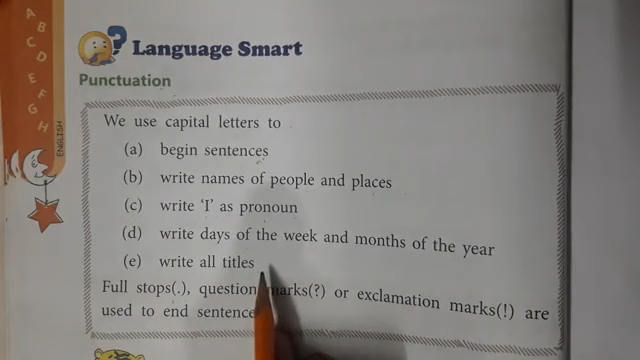 A
B
C
D
E
F
G
H
ENGLISH
Language Smart
Punctuation
We use capital letters to
(a) begin sentences
(b) write names of people and places
(c) write ‘I’ as pronoun
(d) write days of the week and months of the year
(e) write all titles
Full stops(.), question marks(?) or exclamation marks(!) are
used to end sentence